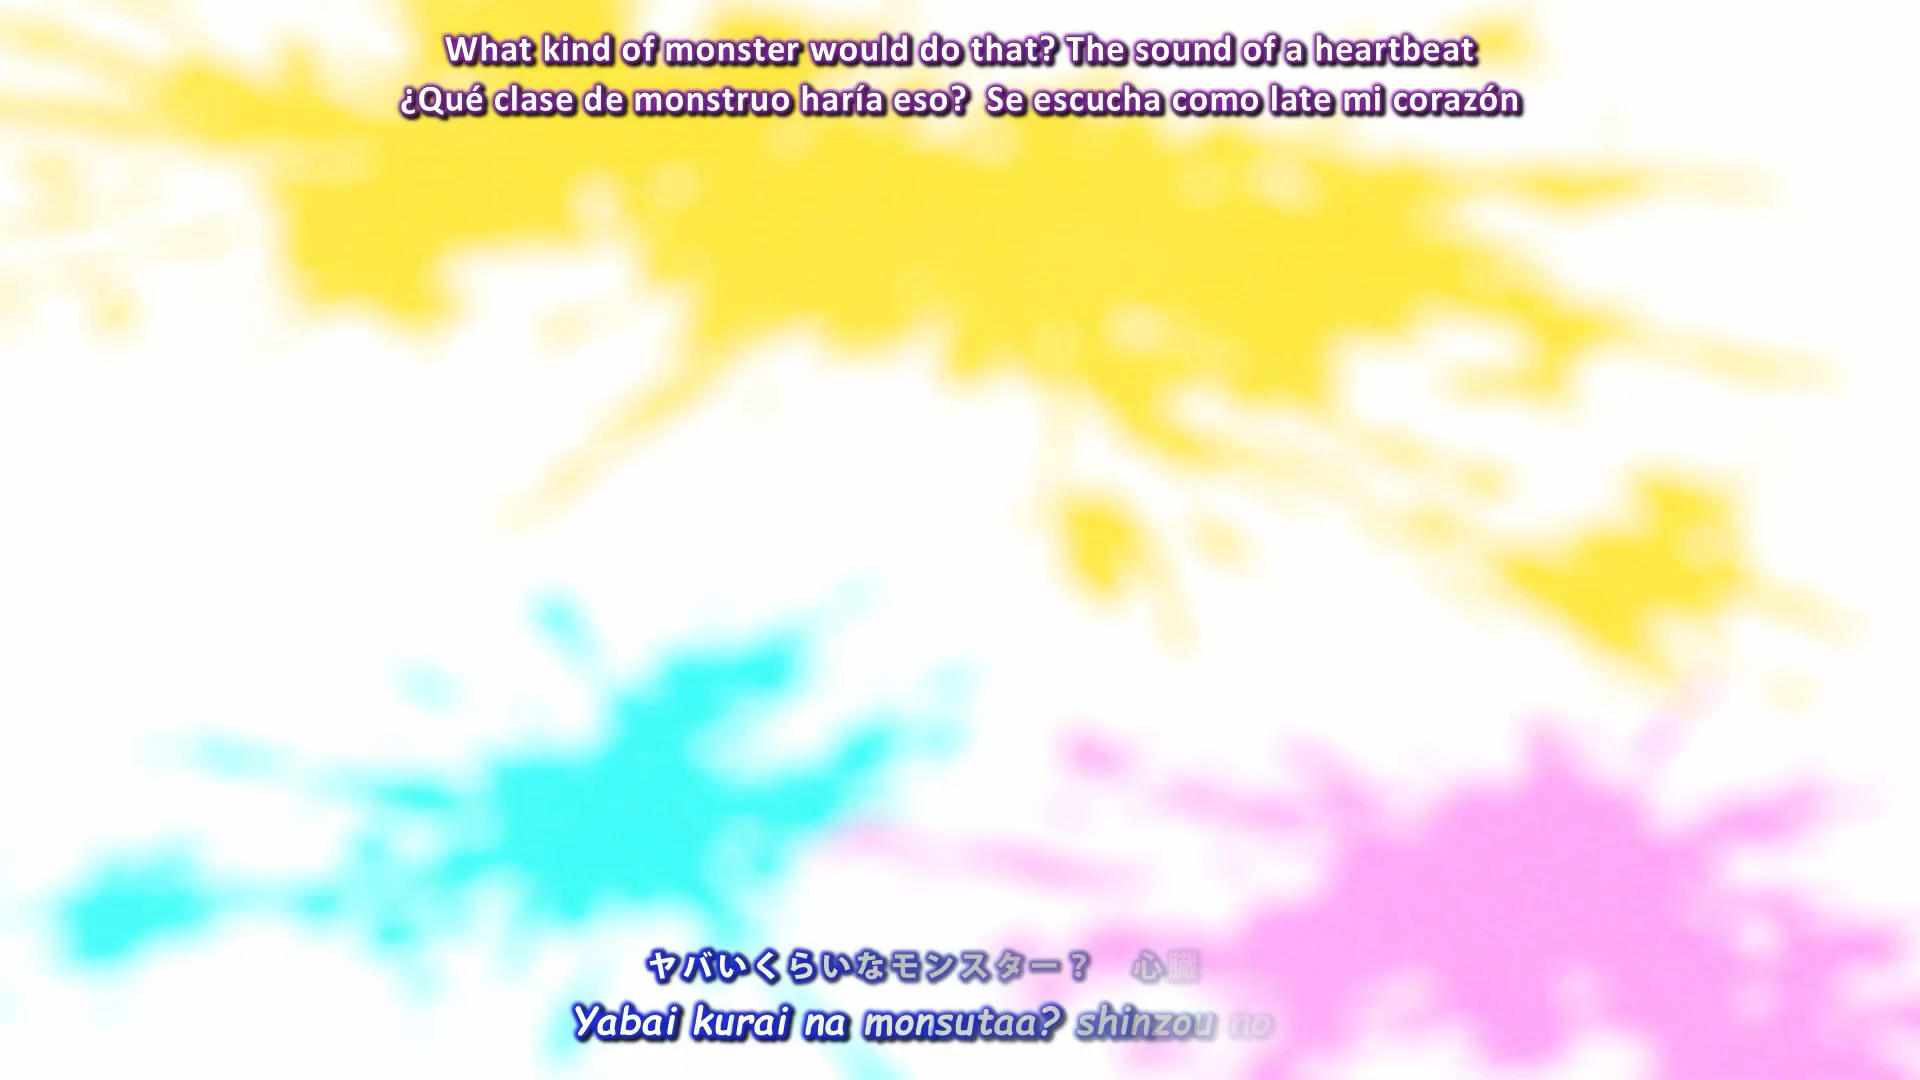 What kind of monster would do that? The sound of a heartbeat
¿Qué clase de monstruo haría eso?  Se escucha como late mi corazón
ヤバいくらいなモンスター？　心臓
Yabai kurai na monsutaa? shinzou no